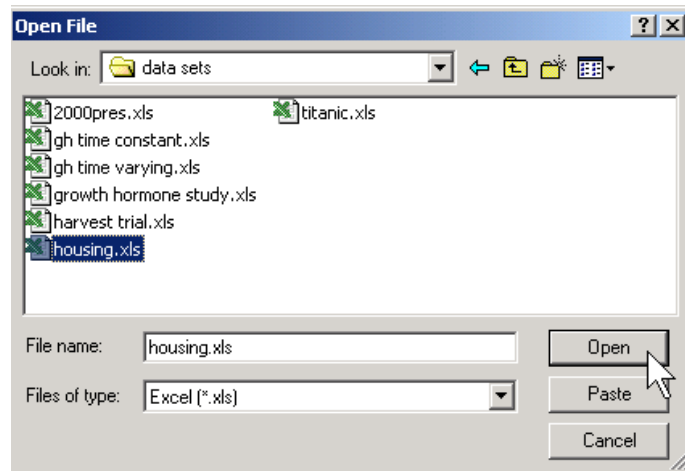 Open File
Look in: data sets
2000pres.xls
gh time constant.xls
gh time varying.xls
growth hormone study.xls
harvest trial.xls
housing.xls
titanic.xls
File name: housing.xls
Open
Files of type: Excel (*.xls)
Paste
Cancel